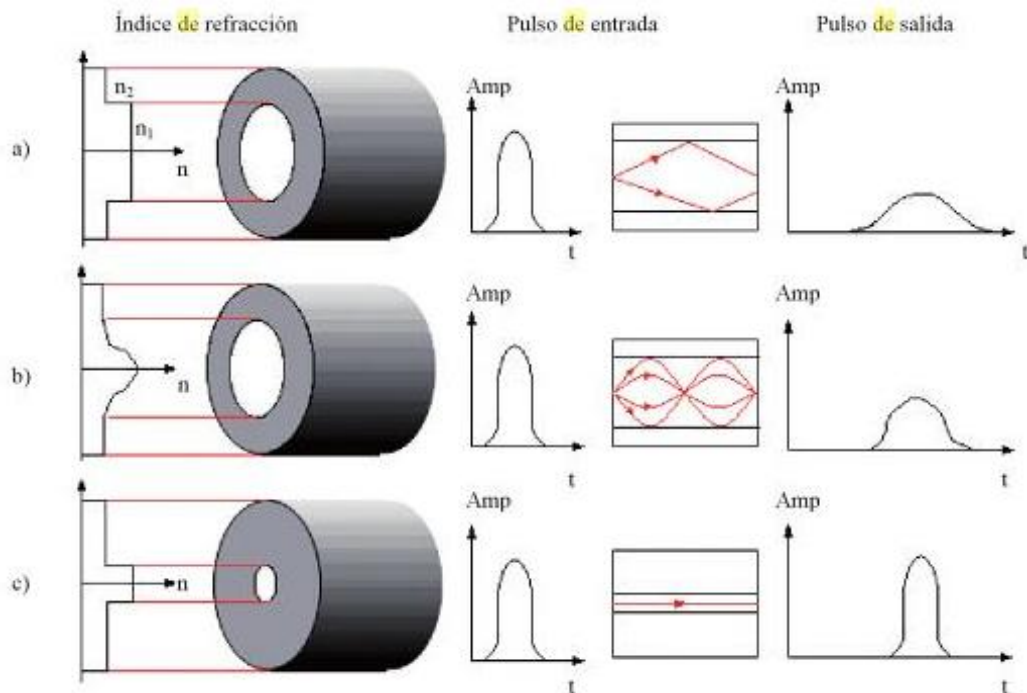 Índice de refracción
Pulso de entrada
Pulso de salida
a)
n₂
n₁
n
Amp
t
Amp
t
b)
n
Amp
t
Amp
t
c)
n
Amp
t
Amp
t